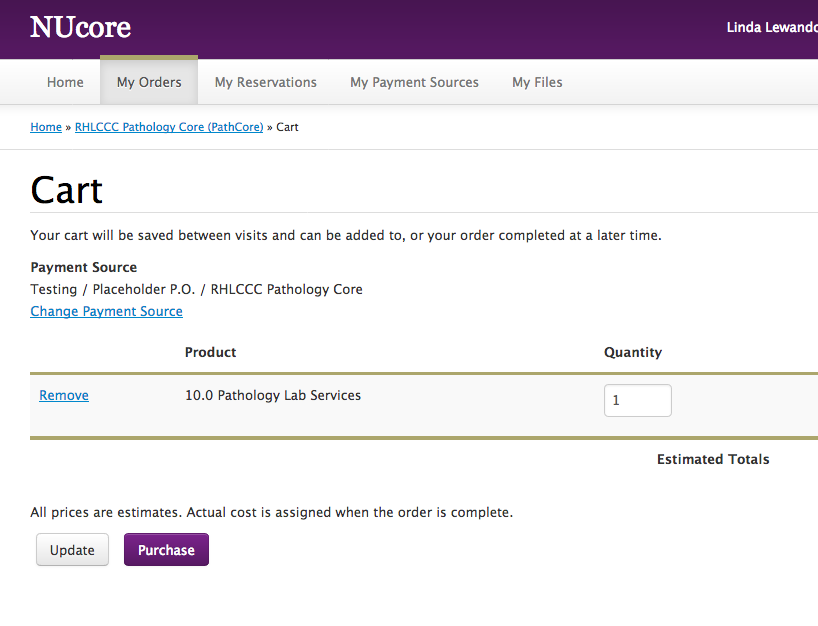 NUcore
Linda
Home My Orders My Reservations My Payment Sources My Files
Home » RHLCCC Pathology Core (PathCore) » Cart
Cart
Your cart will be saved between visits and can be added to, or your order completed at a later time.
Payment Source
Testing / Placeholder P.O. / RHLCCC Pathology Core
Change Payment Source
Product Quantity
Remove 10.0 Pathology Lab Services 1
Estimated Totals
All prices are estimates. Actual cost is assigned when the order is complete.
Update Purchase